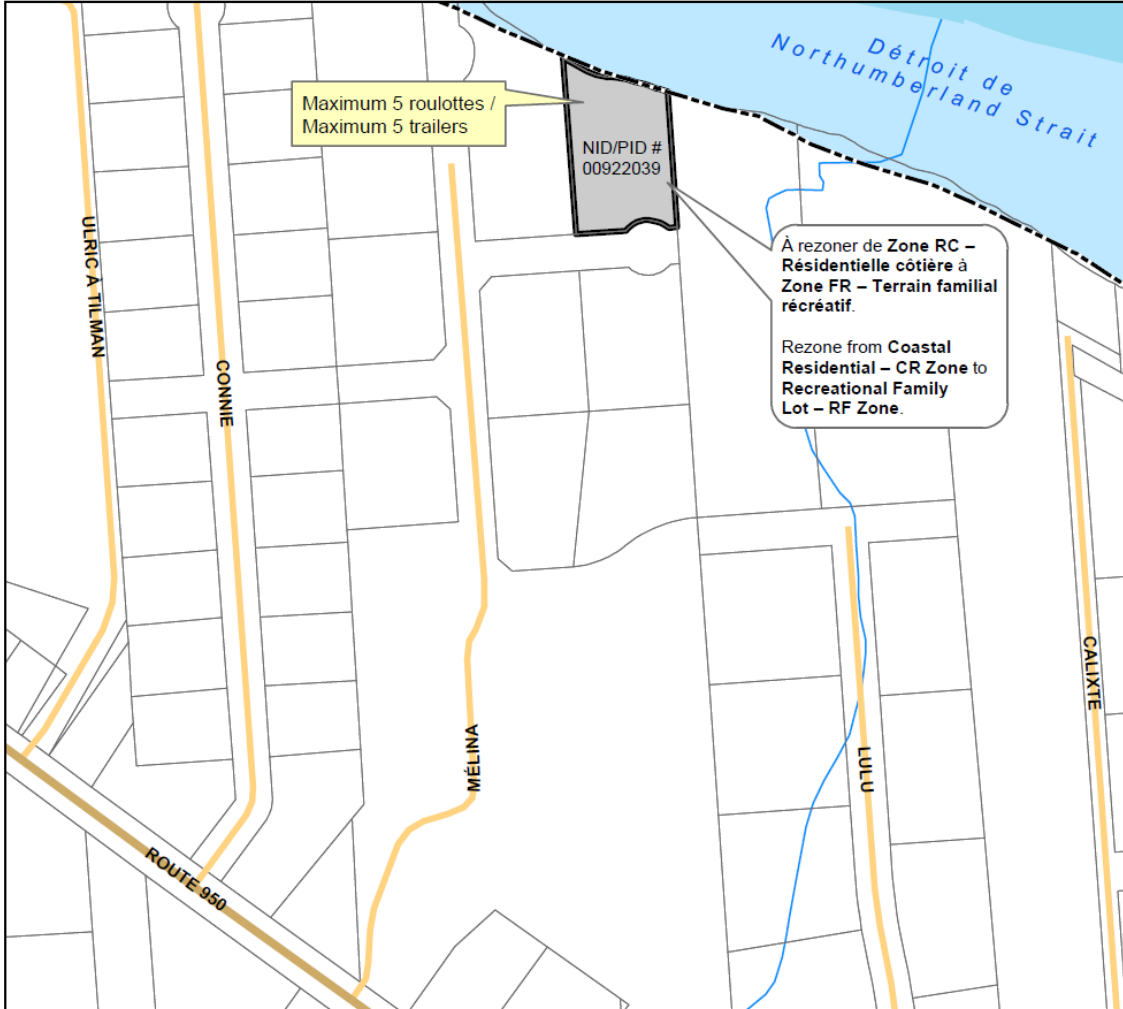 Détroit de
Northumberland Strait
Maximum 5 roulottes /
Maximum 5 trailers
NID/PID #
00922039
À rezoner de Zone RC –
Résidentielle côtière à
Zone FR – Terrain familial
récréatif.
Rezone from Coastal
Residential – CR Zone to
Recreational Family
Lot – RF Zone.
ULRIC À TILMAN
CONNIE
MÉLINA
LULU
CALIXTE
ROUTE 950